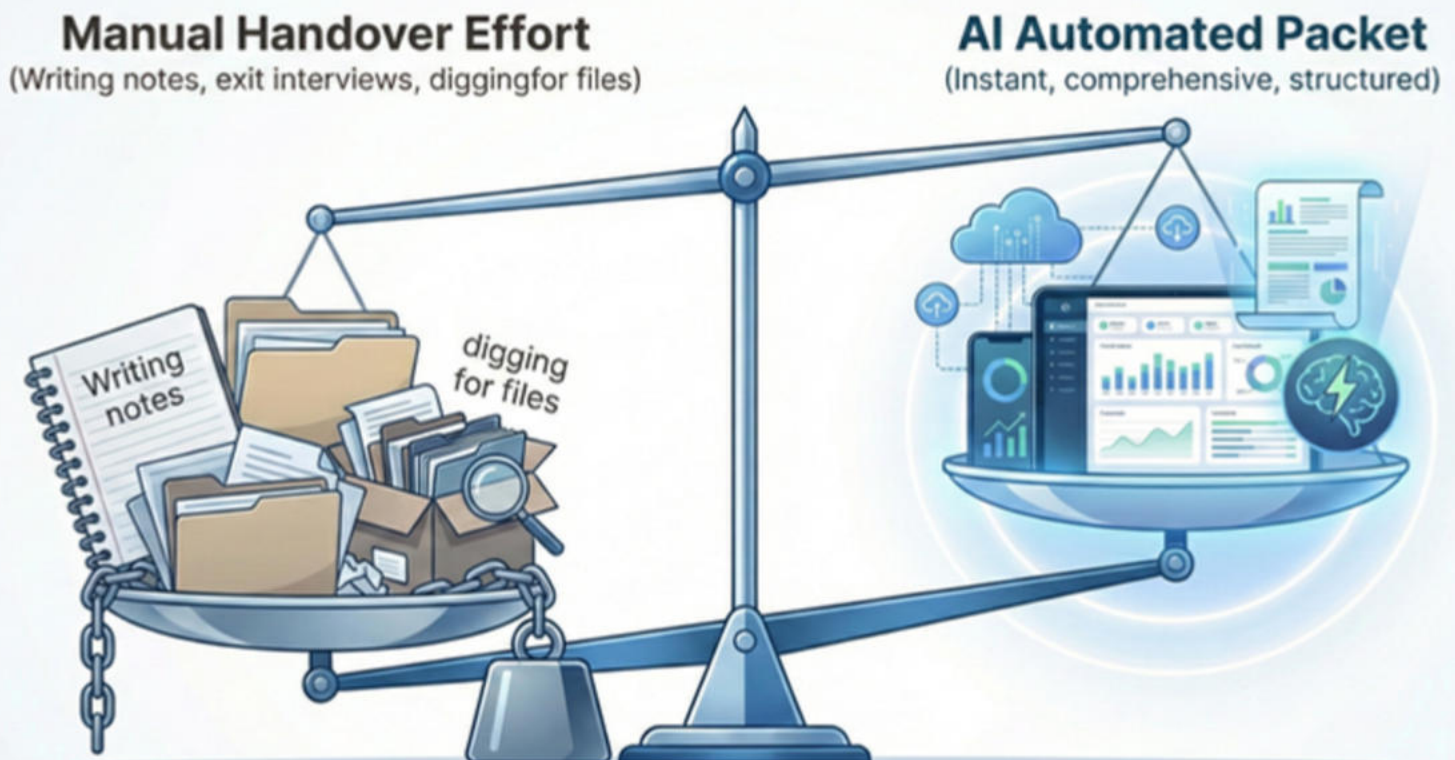 Manual Handover Effort
(Writing notes, exit interviews, diggingfor files)
AI Automated Packet
(Instant, comprehensive, structured)
Writing
notes
digging
for files